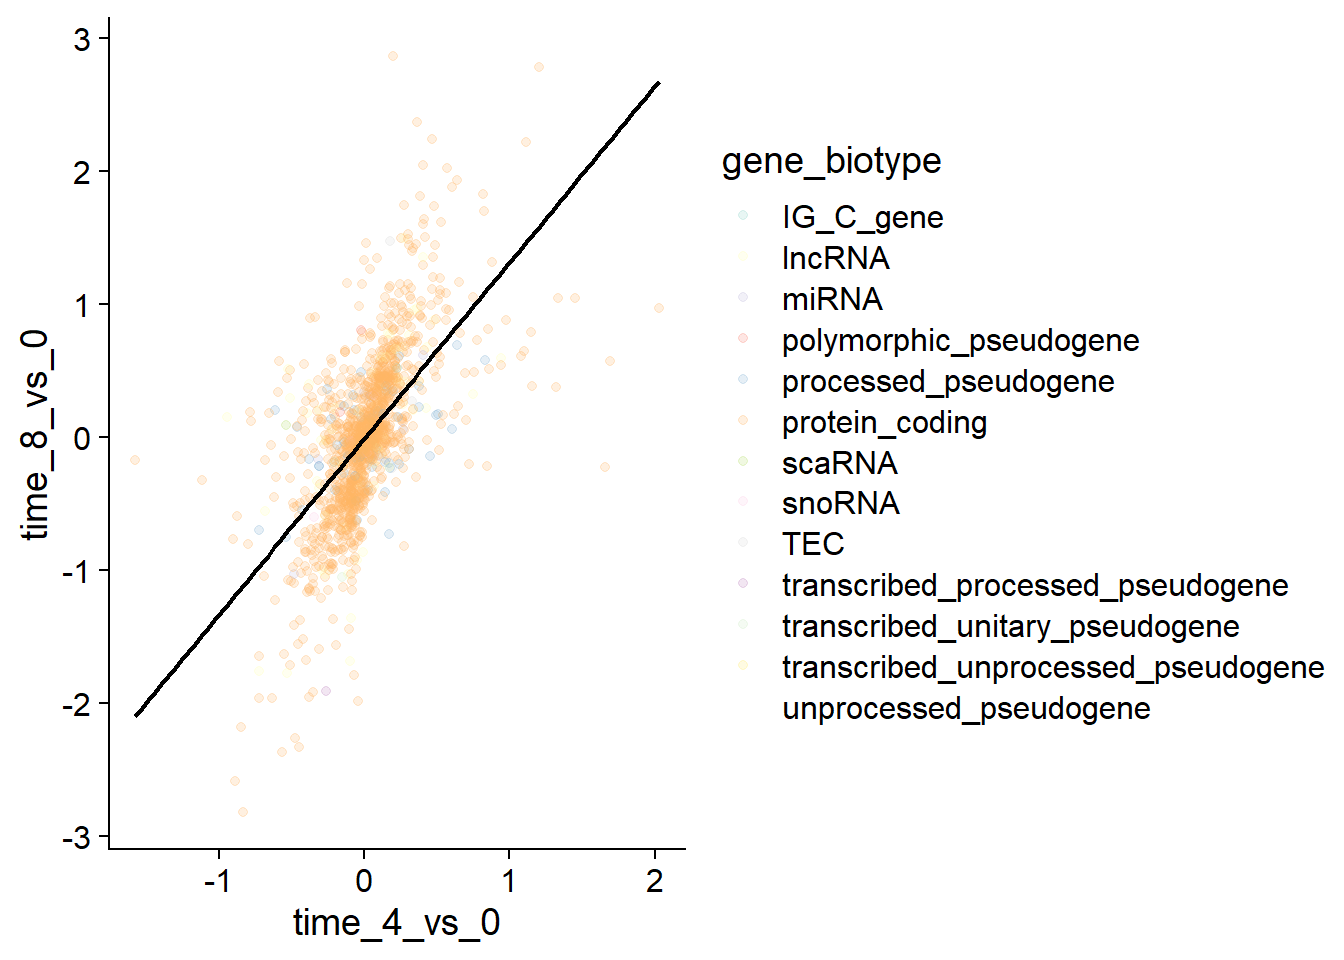 3
2
1
0
-1
-2
-3
time_8_vs_0
-1
0
1
2
time_4_vs_0
gene_biotype
IG_C_gene
lncRNA
miRNA
polymorphic_pseudogene
processed_pseudogene
protein_coding
scaRNA
snoRNA
TEC
transcribed_processed_pseudogene
transcribed_unitary_pseudogene
transcribed_unprocessed_pseudogene
unprocessed_pseudogene